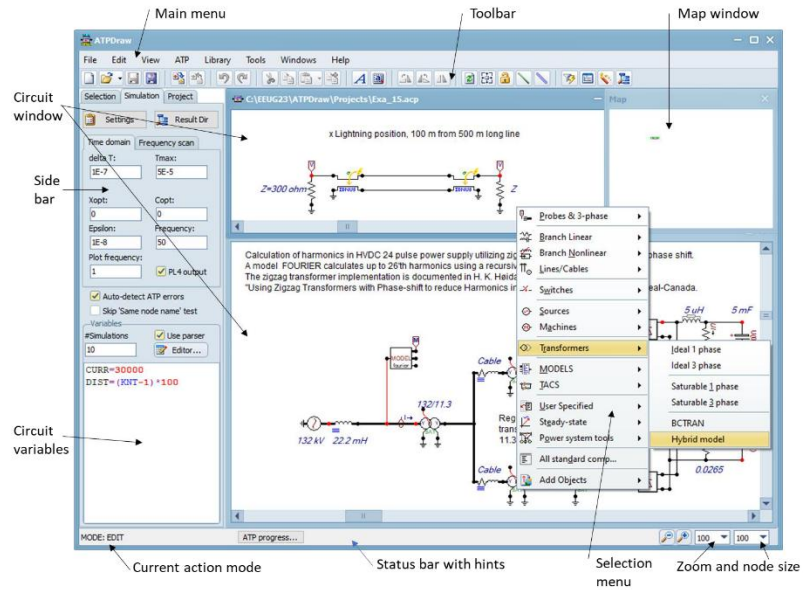 Main menu
Toolbar
Map window
ATPDraw
File Edit View ATP Library Tools Windows Help
Selection Simulation Project
Settings Result Dir
Time domain Frequency scan
delta T: Tmax:
1E-7 5E-5
Xopt: Copt:
0 0
Epsilon: Frequency:
1E-8 50
Plot frequency:
1 PL4 output
Auto-detect ATP errors
Skip 'Same node name' test
Variables
#Simulations Use parser
10 Editor...
CURR=30000
DIST=(KNT-1)*100
Circuit
window
Side
bar
Circuit
variables
C:\EEUG23\ATPDraw\Projects\Exa_15.acp
x Lightning position, 100 m from 500 m long line
V V
Z=300 ohm Z
Map
Calculation of harmonics in HVDC 24 pulse power supply utilizing zig phase shift.
A model FOURIER calculates up to 26'th harmonics using a recursiv
The zigzag transformer implementation is documented in H. K. Heida
"Using Zigzag Transformers with Phase-shift to reduce Harmonics in eal-Canada.
5 uH 5 mF
M
MODEL
fourier
Cable
132/11.3
I
132 kV 22.2 mH
Reg
trans
11.3
Cable
0.0265
Probes & 3-phase
Branch Linear
Branch Nonlinear
Lines/Cables
Switches
Sources
Machines
Transformers
MODELS
TACS
User Specified
Steady-state
Power system tools
All standard comp...
Add Objects
Ideal 1 phase
Ideal 3 phase
Saturable 1 phase
Saturable 3 phase
BCTRAN
Hybrid model
MODE: EDIT ATP progress... 100 100
Current action mode
Status bar with hints
Selection
menu
Zoom and node size